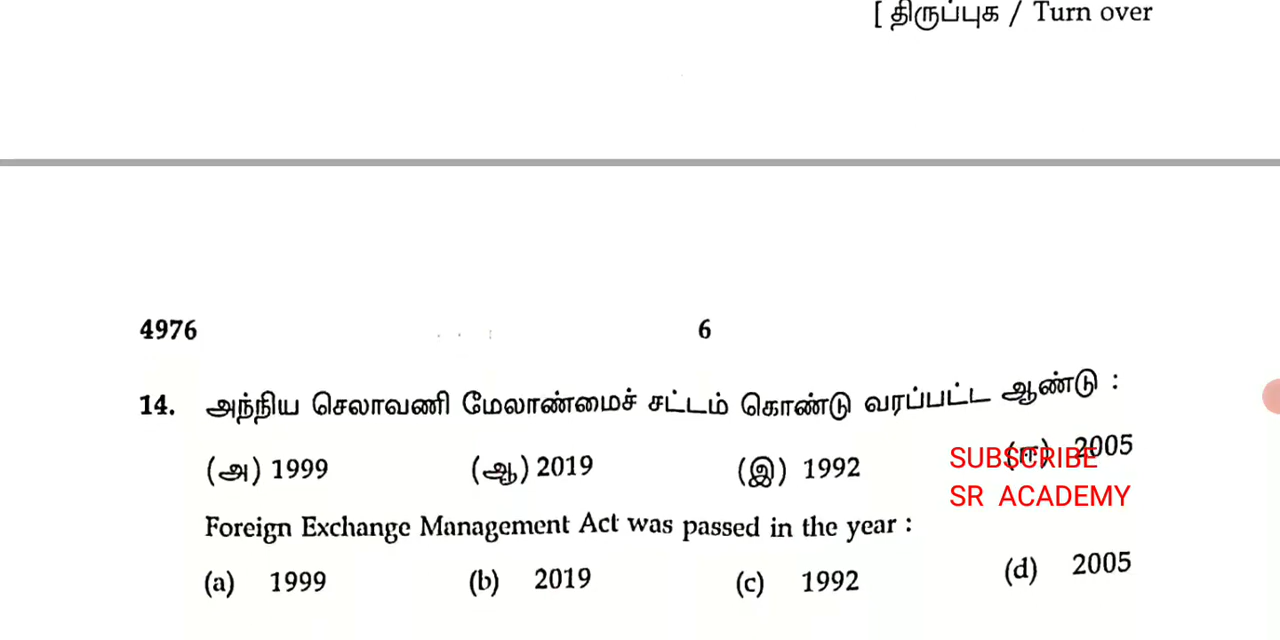 [ திருப்புக / Turn over
4976 6
14. அந்நிய செலாவணி மேலாண்மைச் சட்டம் கொண்டு வரப்பட்ட ஆண்டு :
(அ) 1999 (ஆ) 2019 (இ) 1992 (ஈ) 2005
SUBSCRIBE
SR ACADEMY
Foreign Exchange Management Act was passed in the year :
(a) 1999 (b) 2019 (c) 1992 (d) 2005